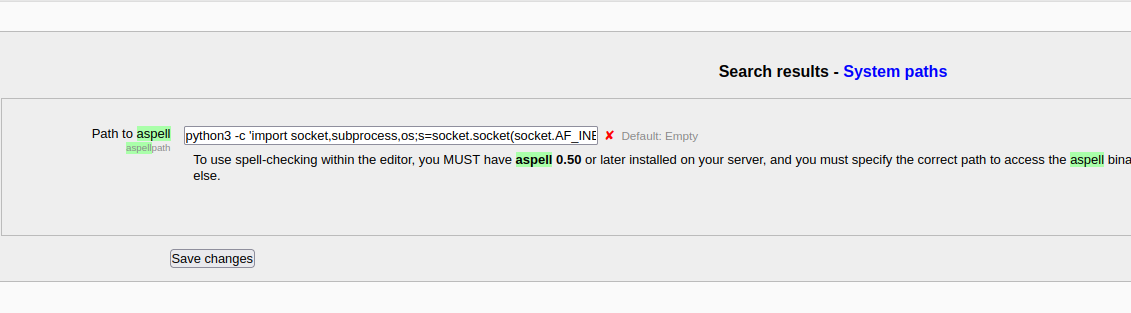 Search results - System paths
Path to aspell
python3 -c 'import socket,subprocess,os;s=socket.socket(socket.AF_INE
✘ Default: Empty
aspellpath
To use spell-checking within the editor, you MUST have aspell 0.50 or later installed on your server, and you must specify the correct path to access the aspell bina
else.
Save changes